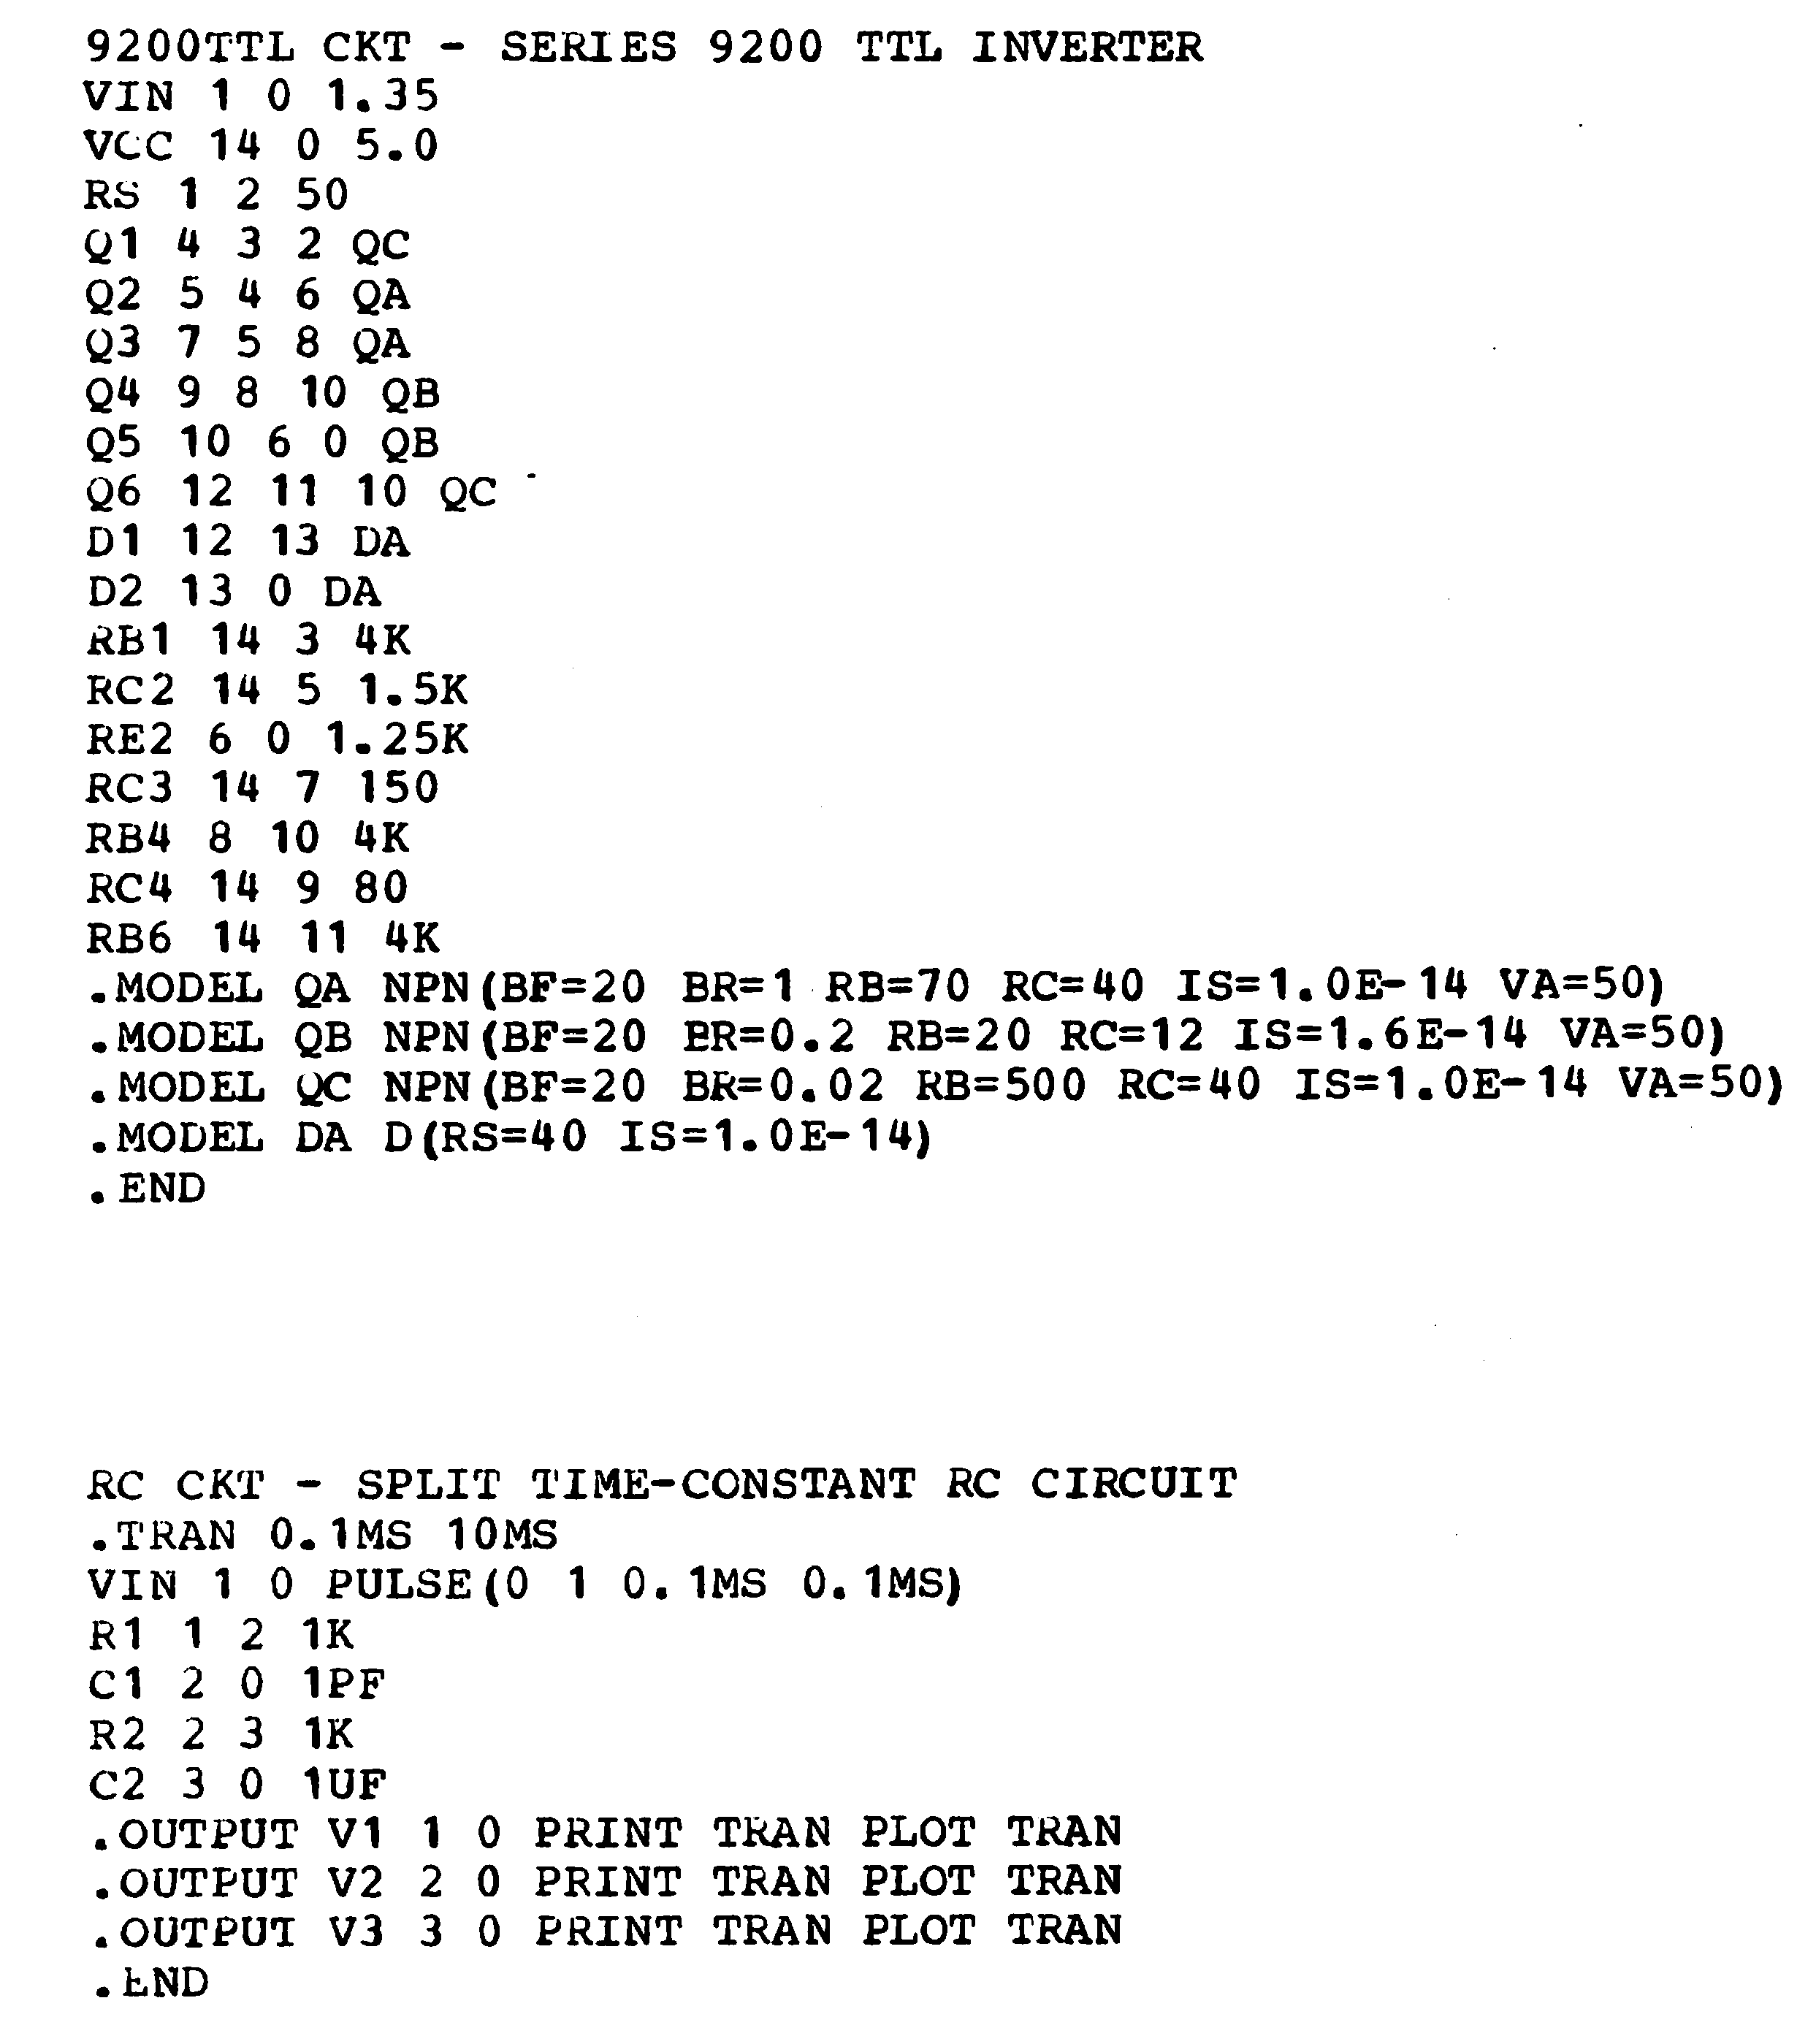 9200TTL CKT - SERIES 9200 TTL INVERTER
VIN 1 0 1.35
VCC 14 0 5.0
RS 1 2 50
Q1 4 3 2 QC
Q2 5 4 6 QA
Q3 7 5 8 QA
Q4 9 8 10 QB
Q5 10 6 0 QB
Q6 12 11 10 QC
D1 12 13 DA
D2 13 0 DA
RB1 14 3 4K
RC2 14 5 1.5K
RE2 6 0 1.25K
RC3 14 7 150
RB4 8 10 4K
RC4 14 9 80
RB6 14 11 4K
.MODEL QA NPN(BF=20 BR=1 RB=70 RC=40 IS=1.0E-14 VA=50)
.MODEL QB NPN(BF=20 BR=0.2 RB=20 RC=12 IS=1.6E-14 VA=50)
.MODEL QC NPN(BF=20 BR=0.02 RB=500 RC=40 IS=1.0E-14 VA=50)
.MODEL DA D(RS=40 IS=1.0E-14)
.END
RC CKT - SPLIT TIME-CONSTANT RC CIRCUIT
.TRAN 0.1MS 10MS
VIN 1 0 PULSE(0 1 0.1MS 0.1MS)
R1 1 2 1K
C1 2 0 1PF
R2 2 3 1K
C2 3 0 1UF
.OUTPUT V1 1 0 PRINT TRAN PLOT TRAN
.OUTPUT V2 2 0 PRINT TRAN PLOT TRAN
.OUTPUT V3 3 0 PRINT TRAN PLOT TRAN
.END